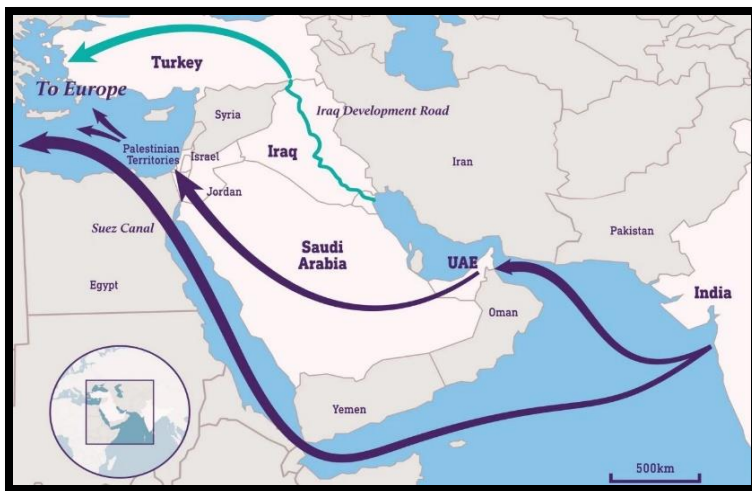 Turkey
To Europe
Syria
Iraq Development Road
Palestinian
Territories
Israel
Iraq
Iran
Jordan
Suez Canal
Saudi
Arabia
UAE
Pakistan
Egypt
Oman
India
Yemen
500km